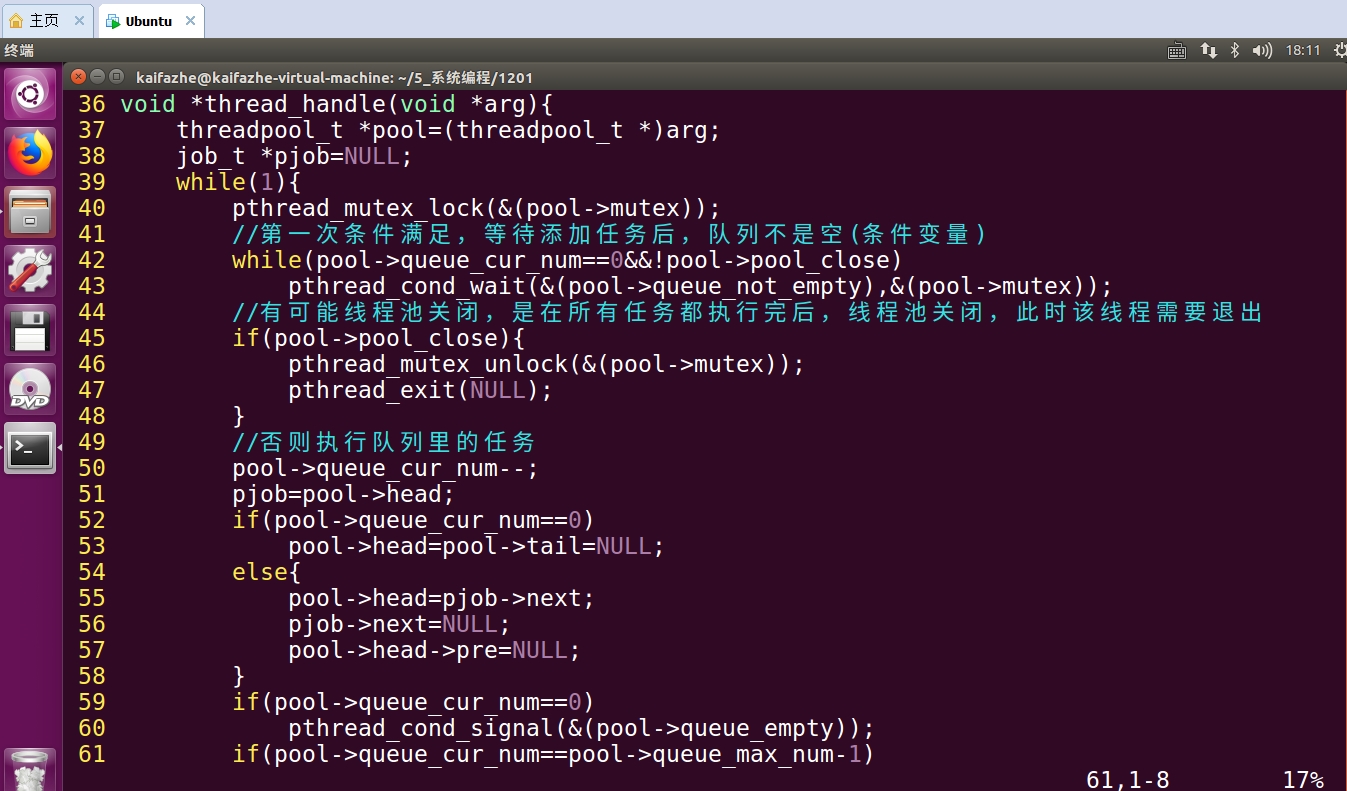 主页
Ubuntu
终端
18:11
kaifazhe@kaifazhe-virtual-machine: ~/5_系统编程/1201
36 void *thread_handle(void *arg){
37     threadpool_t *pool=(threadpool_t *)arg;
38     job_t *pjob=NULL;
39     while(1){
40         pthread_mutex_lock(&(pool->mutex));
41         //第一次条件满足，等待添加任务后，队列不是空(条件变量)
42         while(pool->queue_cur_num==0&&!pool->pool_close)
43             pthread_cond_wait(&(pool->queue_not_empty),&(pool->mutex));
44         //有可能线程池关闭，是在所有任务都执行完后，线程池关闭，此时该线程需要退出
45         if(pool->pool_close){
46             pthread_mutex_unlock(&(pool->mutex));
47             pthread_exit(NULL);
48         }
49         //否则执行队列里的任务
50         pool->queue_cur_num--;
51         pjob=pool->head;
52         if(pool->queue_cur_num==0)
53             pool->head=pool->tail=NULL;
54         else{
55             pool->head=pjob->next;
56             pjob->next=NULL;
57             pool->head->pre=NULL;
58         }
59         if(pool->queue_cur_num==0)
60             pthread_cond_signal(&(pool->queue_empty));
61         if(pool->queue_cur_num==pool->queue_max_num-1)
61,1-8 17%
DVD